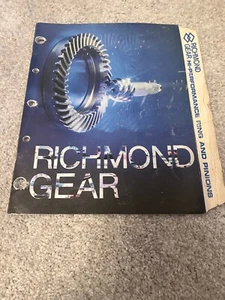 RICHMOND
GEAR
RICHMOND
GEAR HI-PERFORMANCE RING AND PINIONS